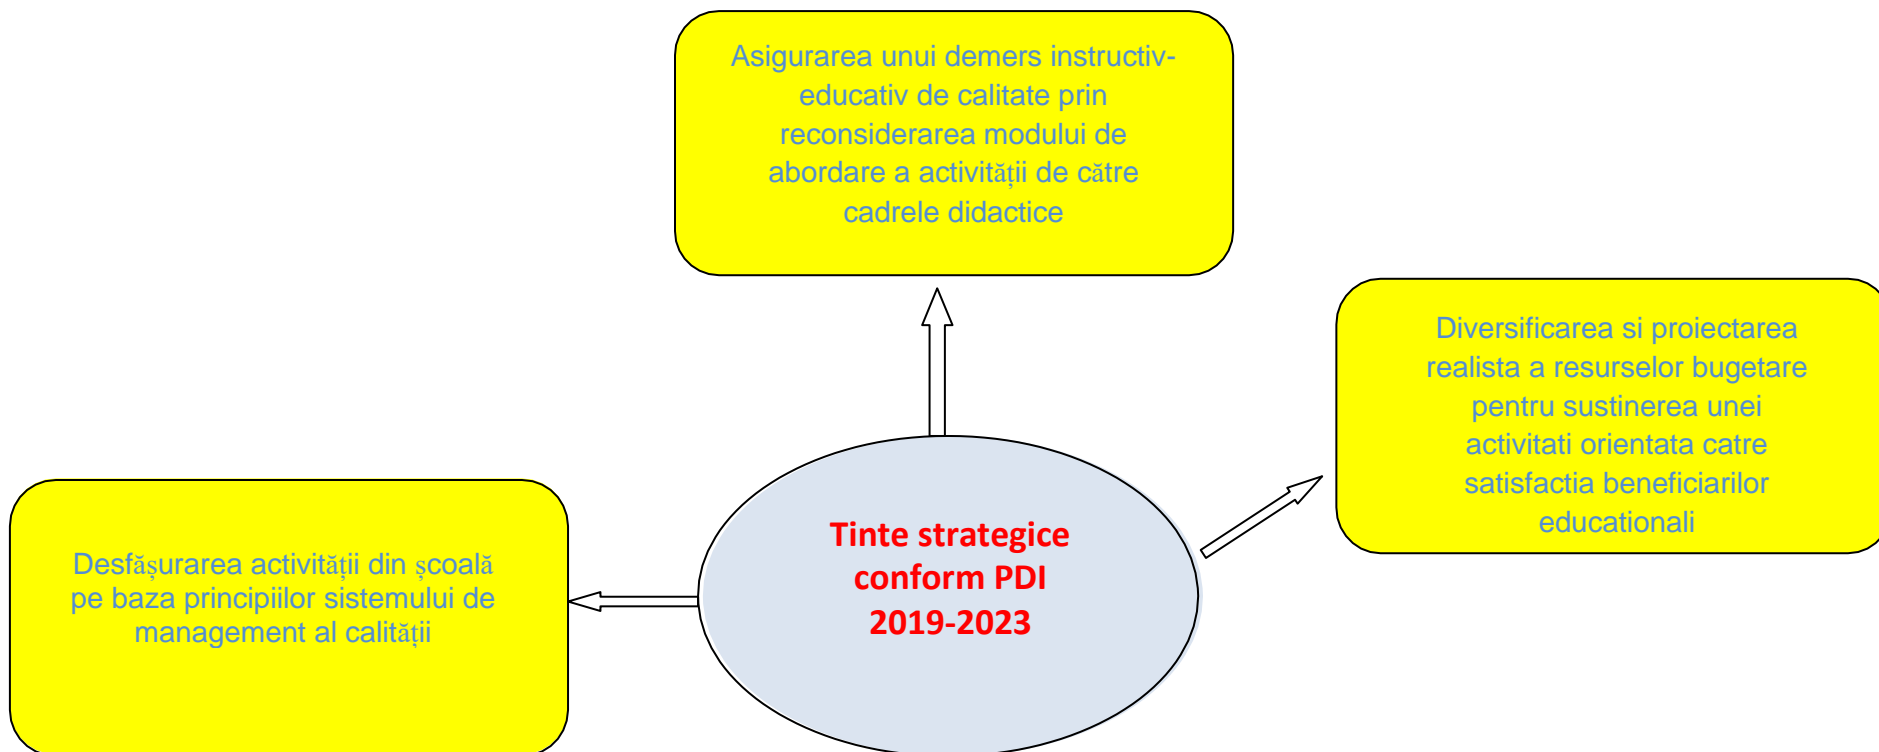 Asigurarea unui demers instructiv-
educativ de calitate prin
reconsiderarea modului de
abordare a activității de către
cadrele didactice
Diversificarea si proiectarea
realista a resurselor bugetare
pentru sustinerea unei
activitati orientata catre
satisfactia beneficiarilor
educationali
Desfășurarea activității din școală
pe baza principiilor sistemului de
management al calității
Tinte strategice
conform PDI
2019-2023